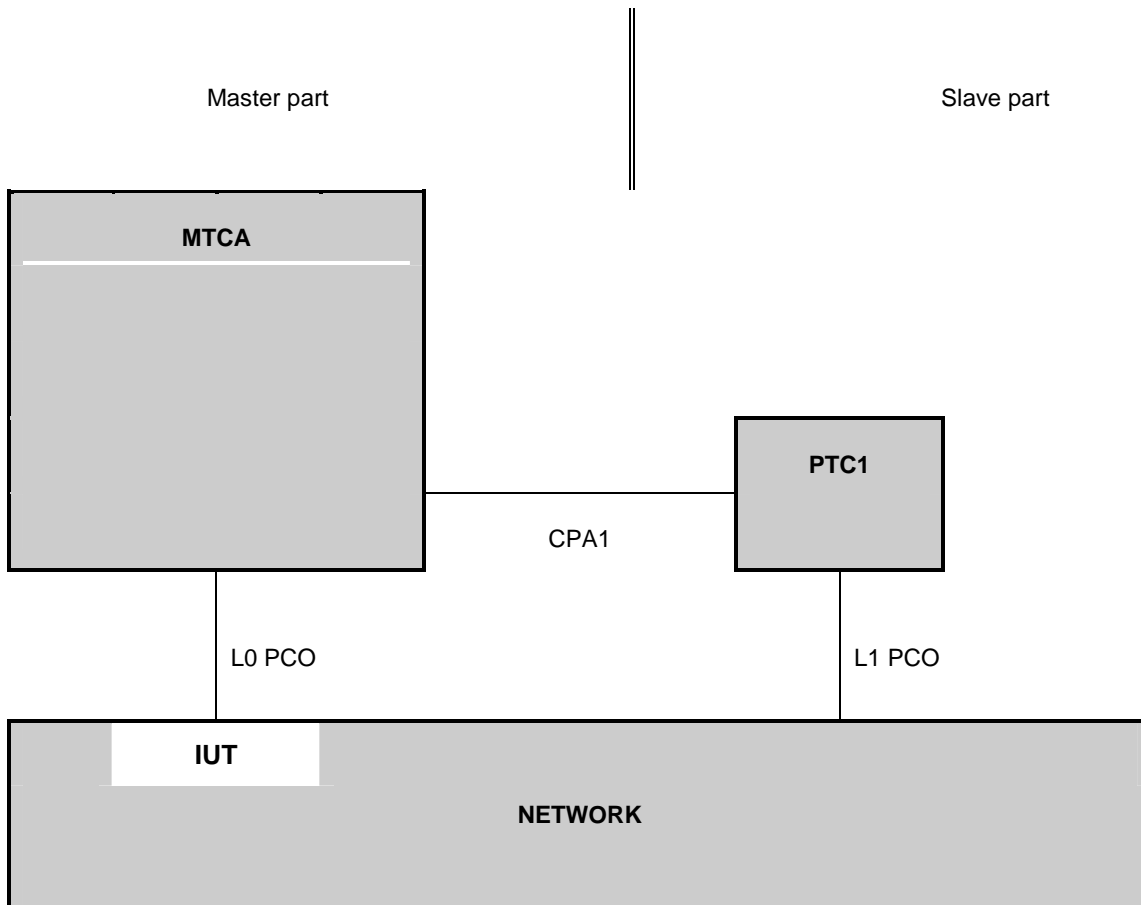 Master part
Slave part
MTCA
PTC1
CPA1
L0 PCO
L1 PCO
IUT
NETWORK